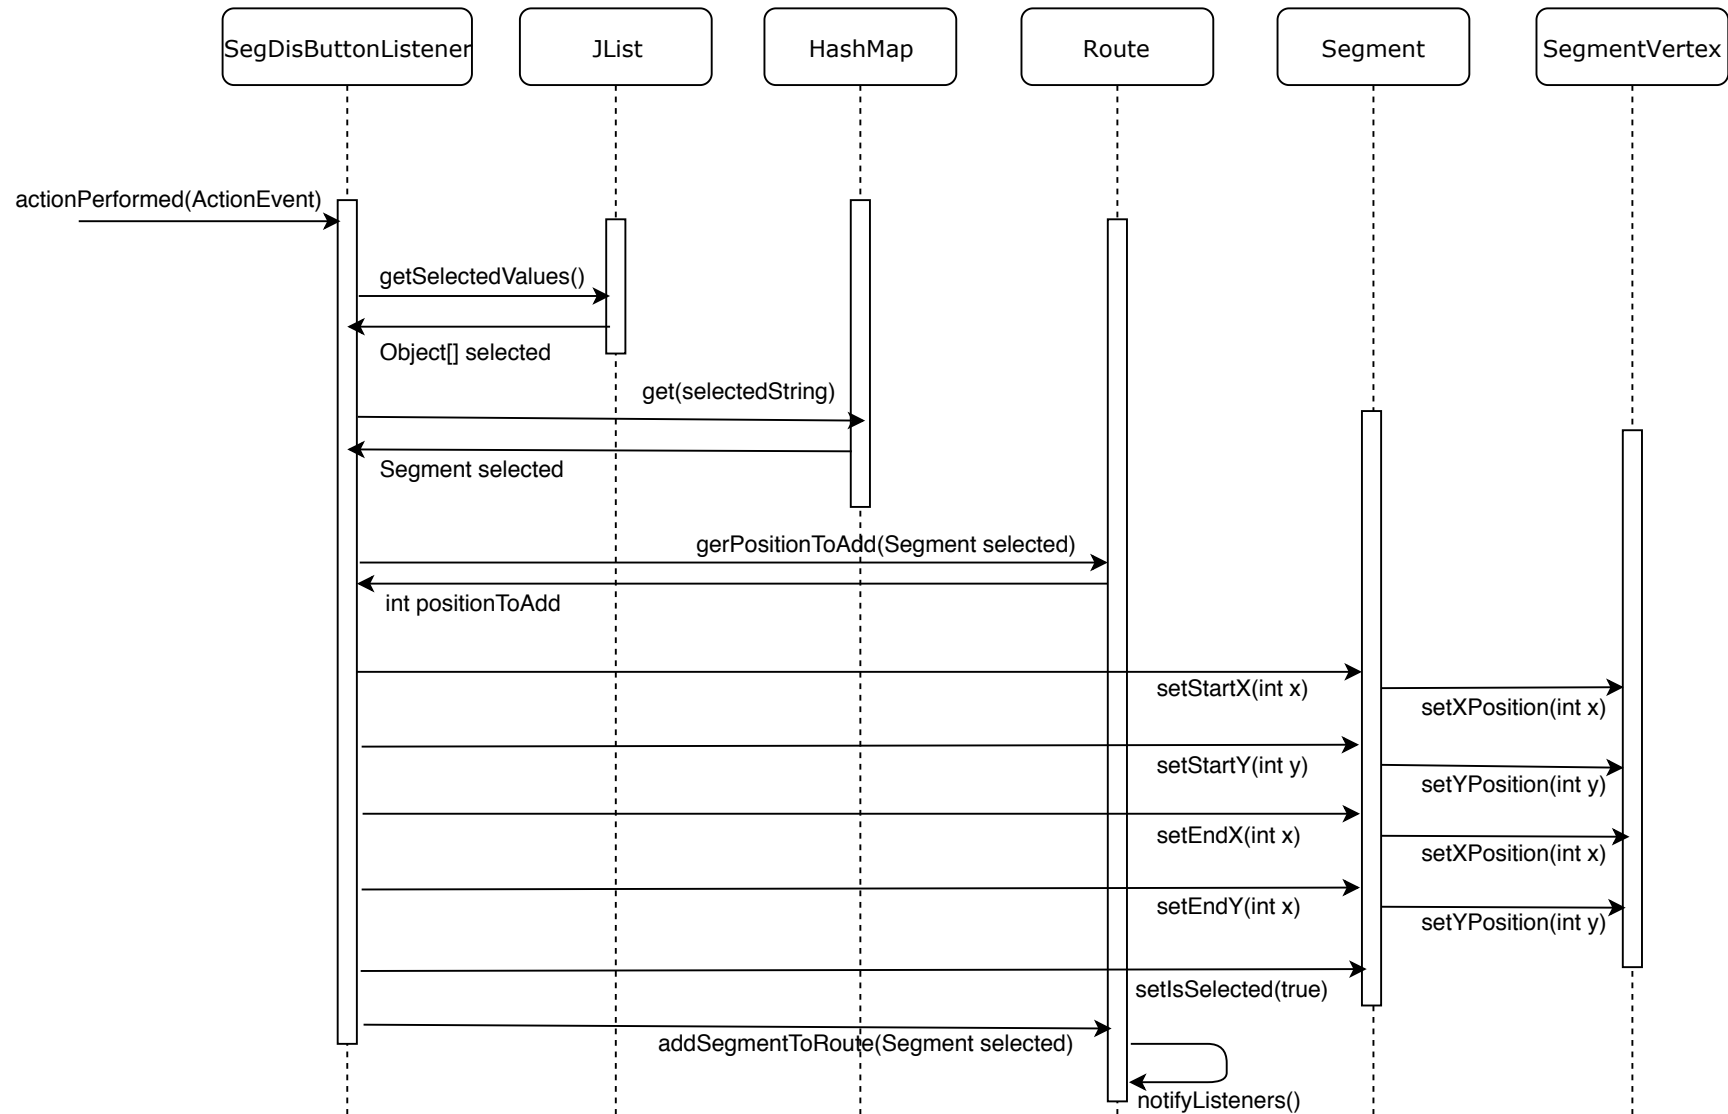 SegDisButtonListener
JList
HashMap
Route
Segment
SegmentVertex
actionPerformed(ActionEvent)
getSelectedValues()
Object[] selected
get(selectedString)
Segment selected
gerPositionToAdd(Segment selected)
int positionToAdd
setStartX(int x)
setXPosition(int x)
setStartY(int y)
setYPosition(int y)
setEndX(int x)
setXPosition(int x)
setEndY(int x)
setYPosition(int y)
setIsSelected(true)
addSegmentToRoute(Segment selected)
notifyListeners()